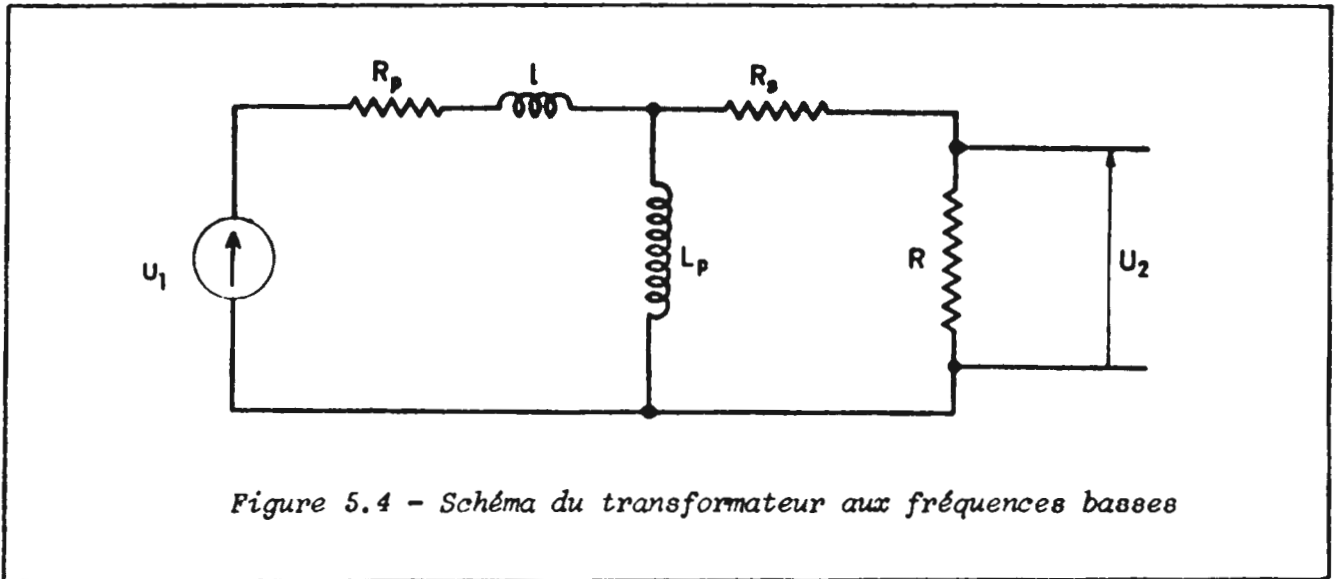 Rp l Rs
U1 Lp R U2
Figure 5.4 - Schéma du transformateur aux fréquences basses